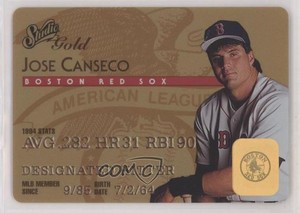 Studio
Gold
JOSE CANSECO
BOSTON RED SOX
AMERICAN LEAGUE
1994 STATS
AVG .282 HR 31 RBI 90
DESIGNATED HITTER
MLB MEMBER SINCE 9/85 BIRTH DATE 7/2/64